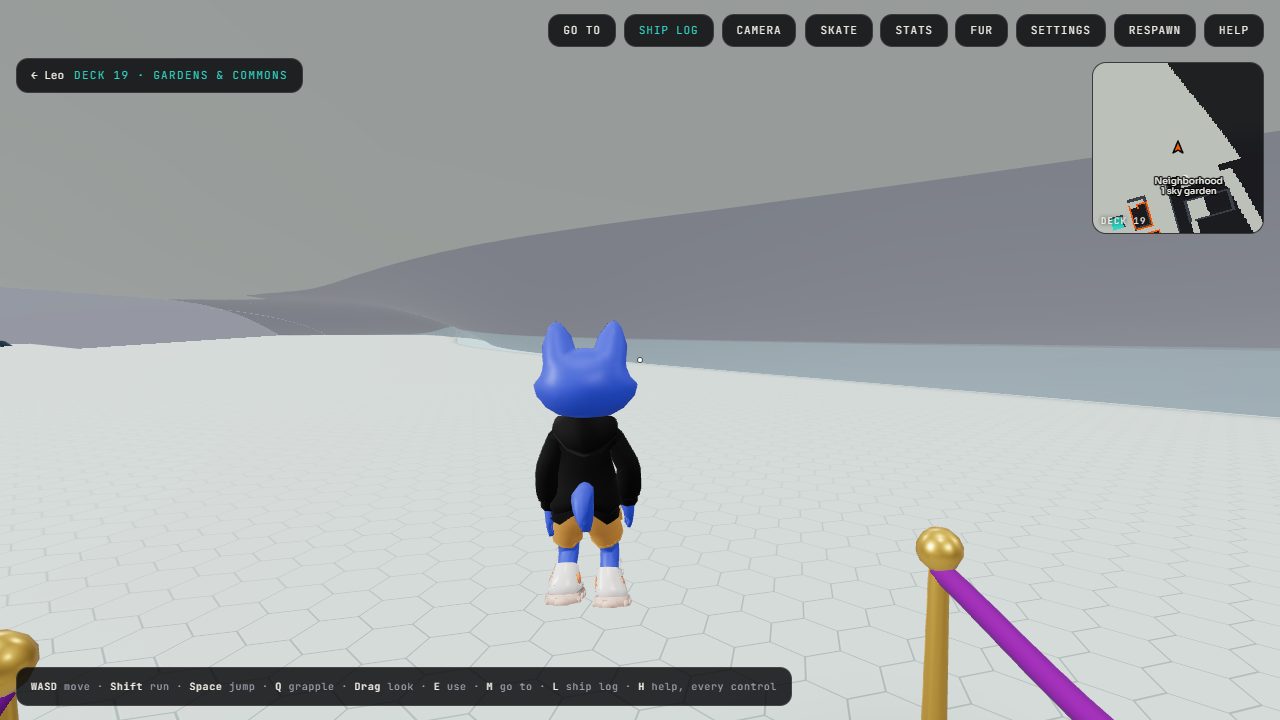 GO TO
SHIP LOG
CAMERA
SKATE
STATS
FUR
SETTINGS
RESPAWN
HELP
← Leo DECK 19 · GARDENS & COMMONS
Neighborhood
1 sky garden
DECK 19
WASD move · Shift run · Space jump · Q grapple · Drag look · E use · M go to · L ship log · H help, every control